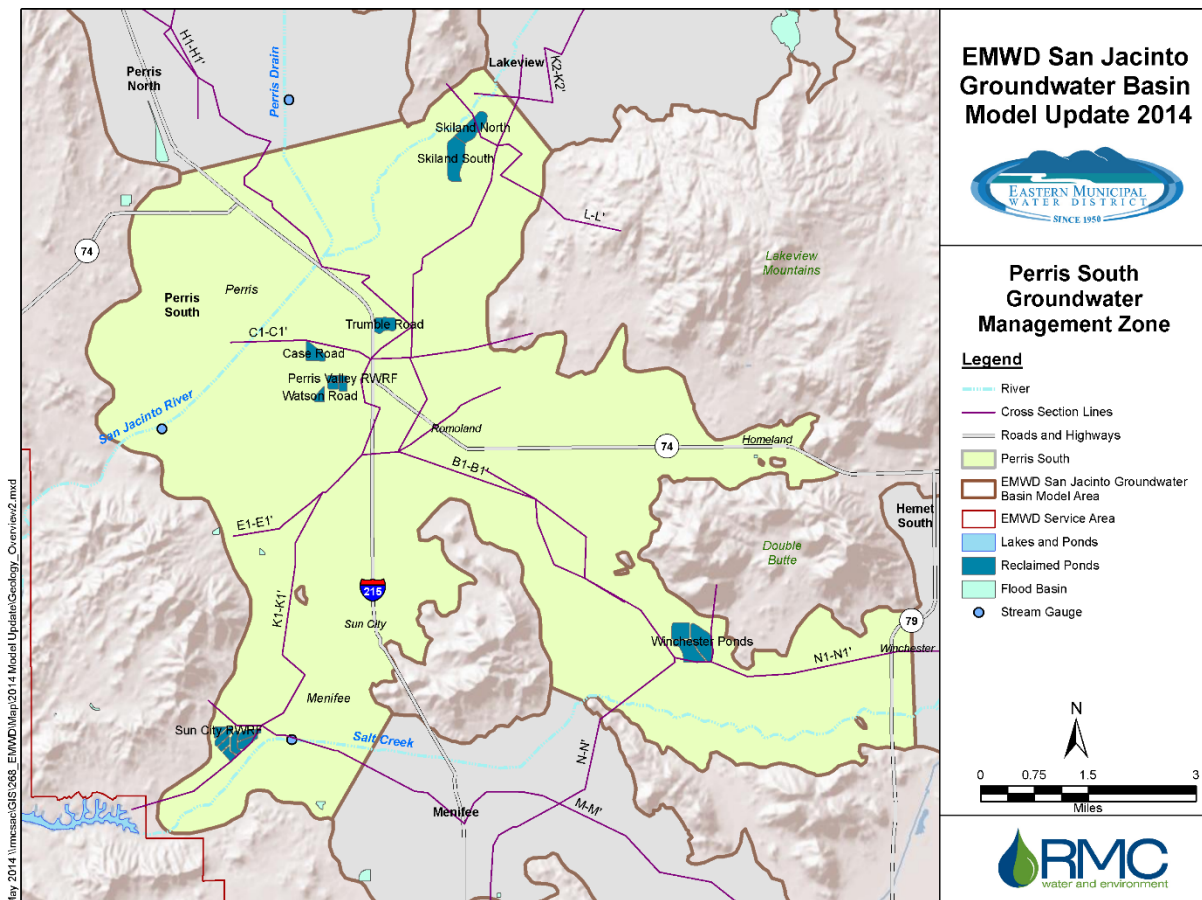 H1-H1'
Perris Drain
Perris
North
Lakeview
K2-K2'
Skiland North
Skiland South
L-L'
74
Lakeview
Mountains
Perris
South
Perris
C1-C1'
Trumble Road
Case Road
Perris Valley RWRF
Watson Road
San Jacinto River
Romoland
74
Homeland
B1-B1'
Hemet
South
E1-E1'
Double
Butte
215
K1-K1'
Sun City
79
Winchester Ponds
Winchester
N1-N1'
Menifee
Sun City RWRF
Salt Creek
N-N'
M-M'
Menifee
May 2014 \\rmcsac\GIS\268_EMWD\Map\2014 Model Update\Geology_Overview2.mxd
EMWD San Jacinto
Groundwater Basin
Model Update 2014
EASTERN MUNICIPAL
WATER DISTRICT
SINCE 1950
Perris South
Groundwater
Management Zone
Legend
River
Cross Section Lines
Roads and Highways
Perris South
EMWD San Jacinto Groundwater
Basin Model Area
EMWD Service Area
Lakes and Ponds
Reclaimed Ponds
Flood Basin
Stream Gauge
N
0 0.75 1.5 3
Miles
RMC
water and environment